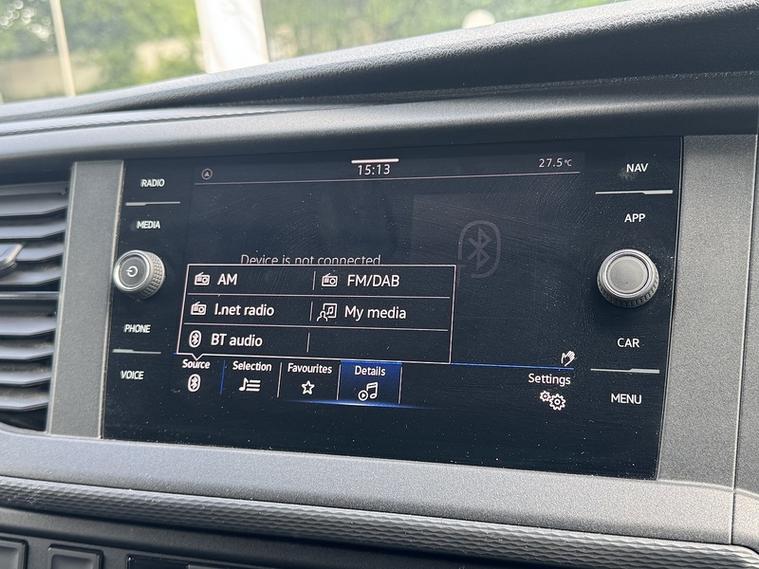 RADIO
MEDIA
PHONE
VOICE
15:13
27.5°C
Device is not connected
AM
FM/DAB
I.net radio
My media
BT audio
Source
Selection
Favourites
Details
Settings
NAV
APP
CAR
MENU